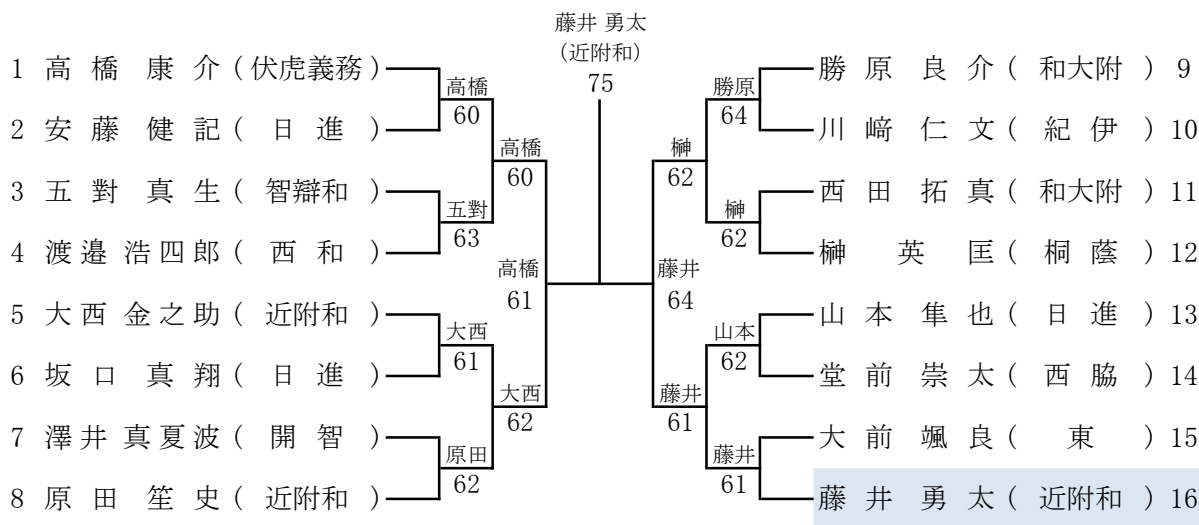 藤井 勇太
(近附和)
75
1 高橋 康介 (伏虎義務)
高橋
60
2 安藤 健記 (日進)
高橋
60
3 五對 真生 (智辯和)
五對
63
4 渡邉 浩四郎 (西和)
高橋
61
5 大西 金之助 (近附和)
大西
61
6 坂口 真翔 (日進)
大西
62
7 澤井 真夏波 (開智)
原田
62
8 原田 笙史 (近附和)
勝原 良介 (和大附) 9
勝原
64
川﨑 仁文 (紀伊) 10
榊
62
西田 拓真 (和大附) 11
榊
62
榊 英匡 (桐蔭) 12
藤井
64
山本 隼也 (日進) 13
山本
62
堂前 崇太 (西脇) 14
藤井
61
大前 颯良 (東) 15
藤井
61
藤井 勇太 (近附和) 16